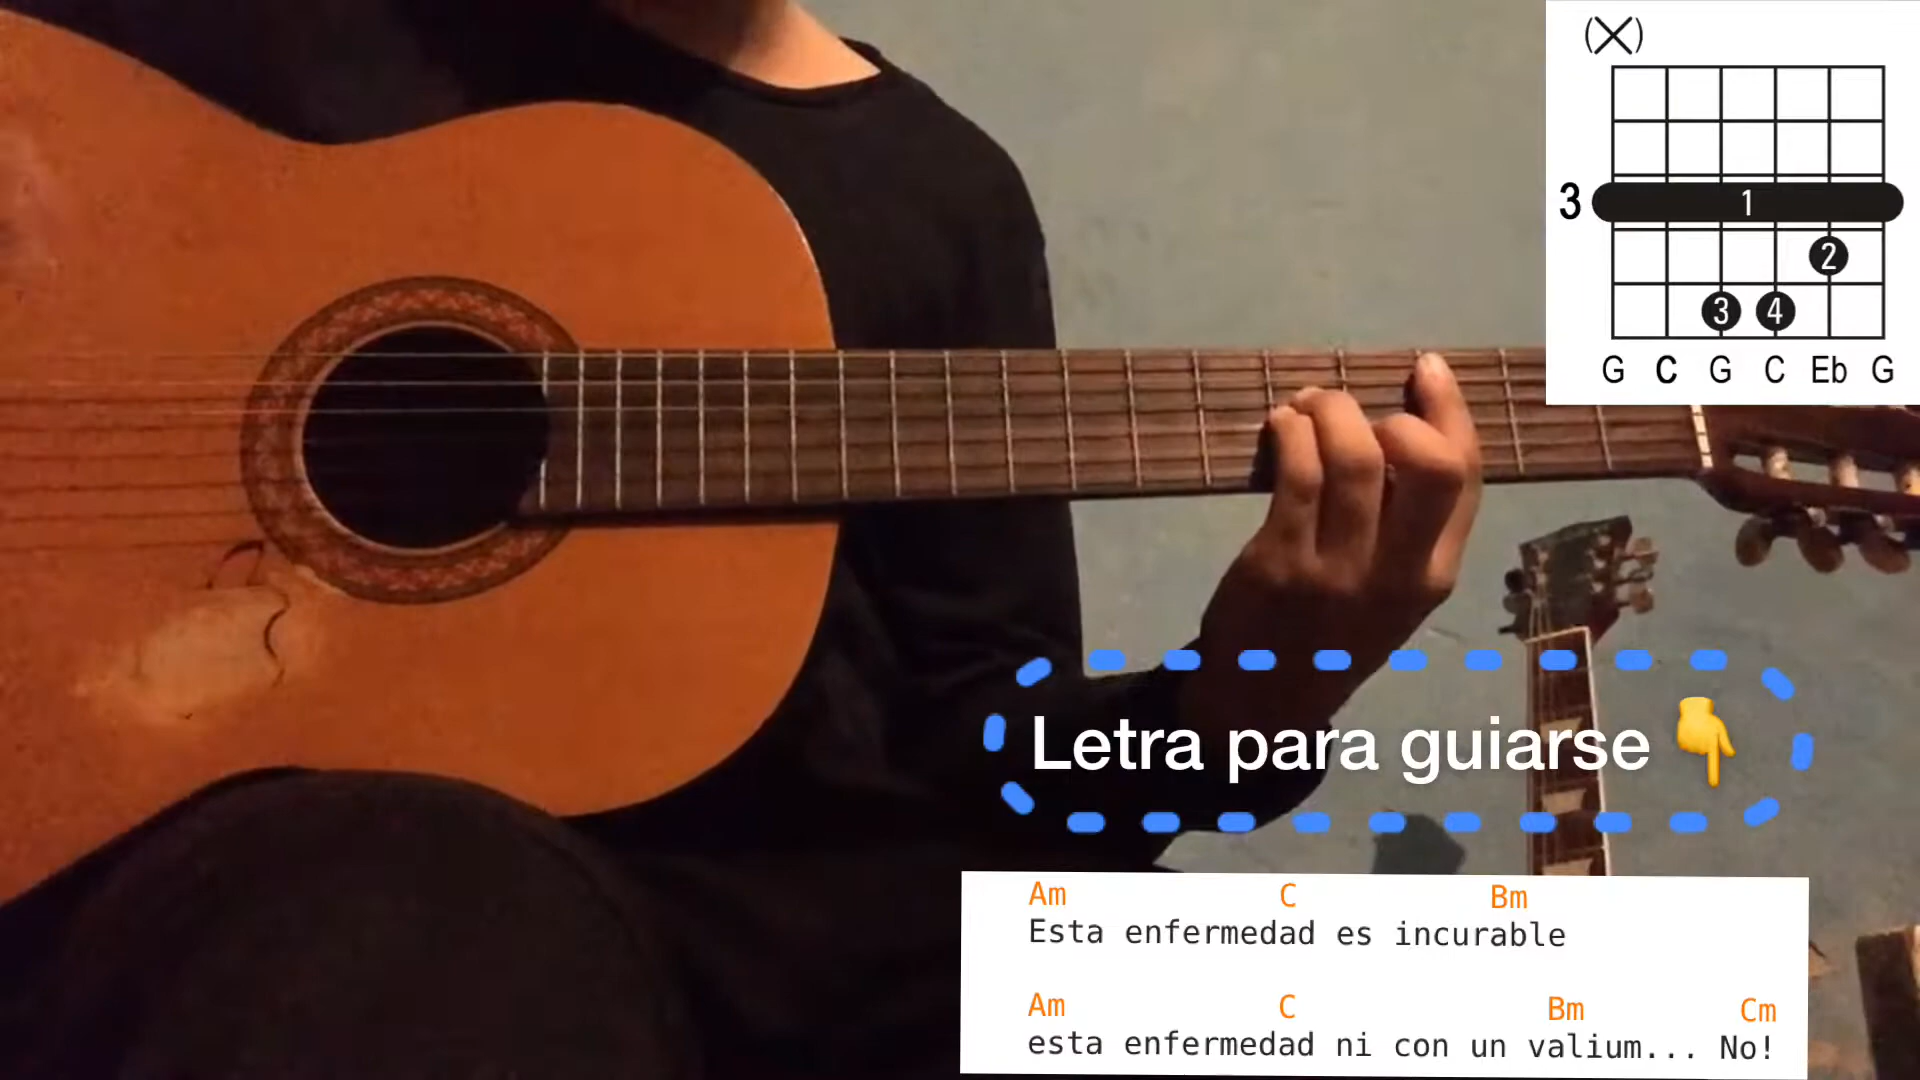 (X)
3
1
2
3 4
G C G C Eb G
Letra para guiarse 👇
Am C Bm
Esta enfermedad es incurable
Am C Bm Cm
esta enfermedad ni con un valium... No!